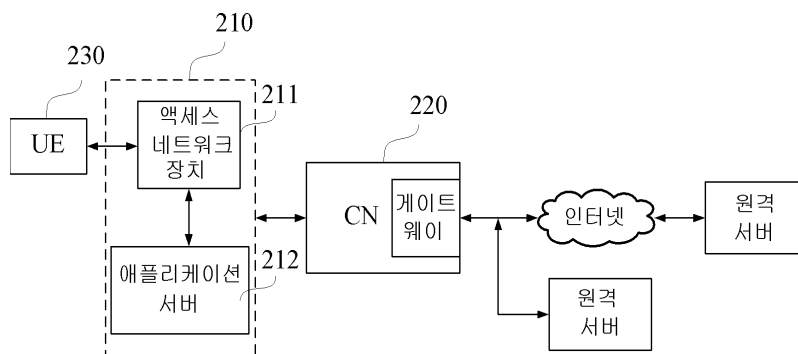 210
230
211
UE
액세스
네트워크
장치
220
CN
게이트
웨이
인터넷
원격
서버
애플리케이션
서버
212
원격
서버